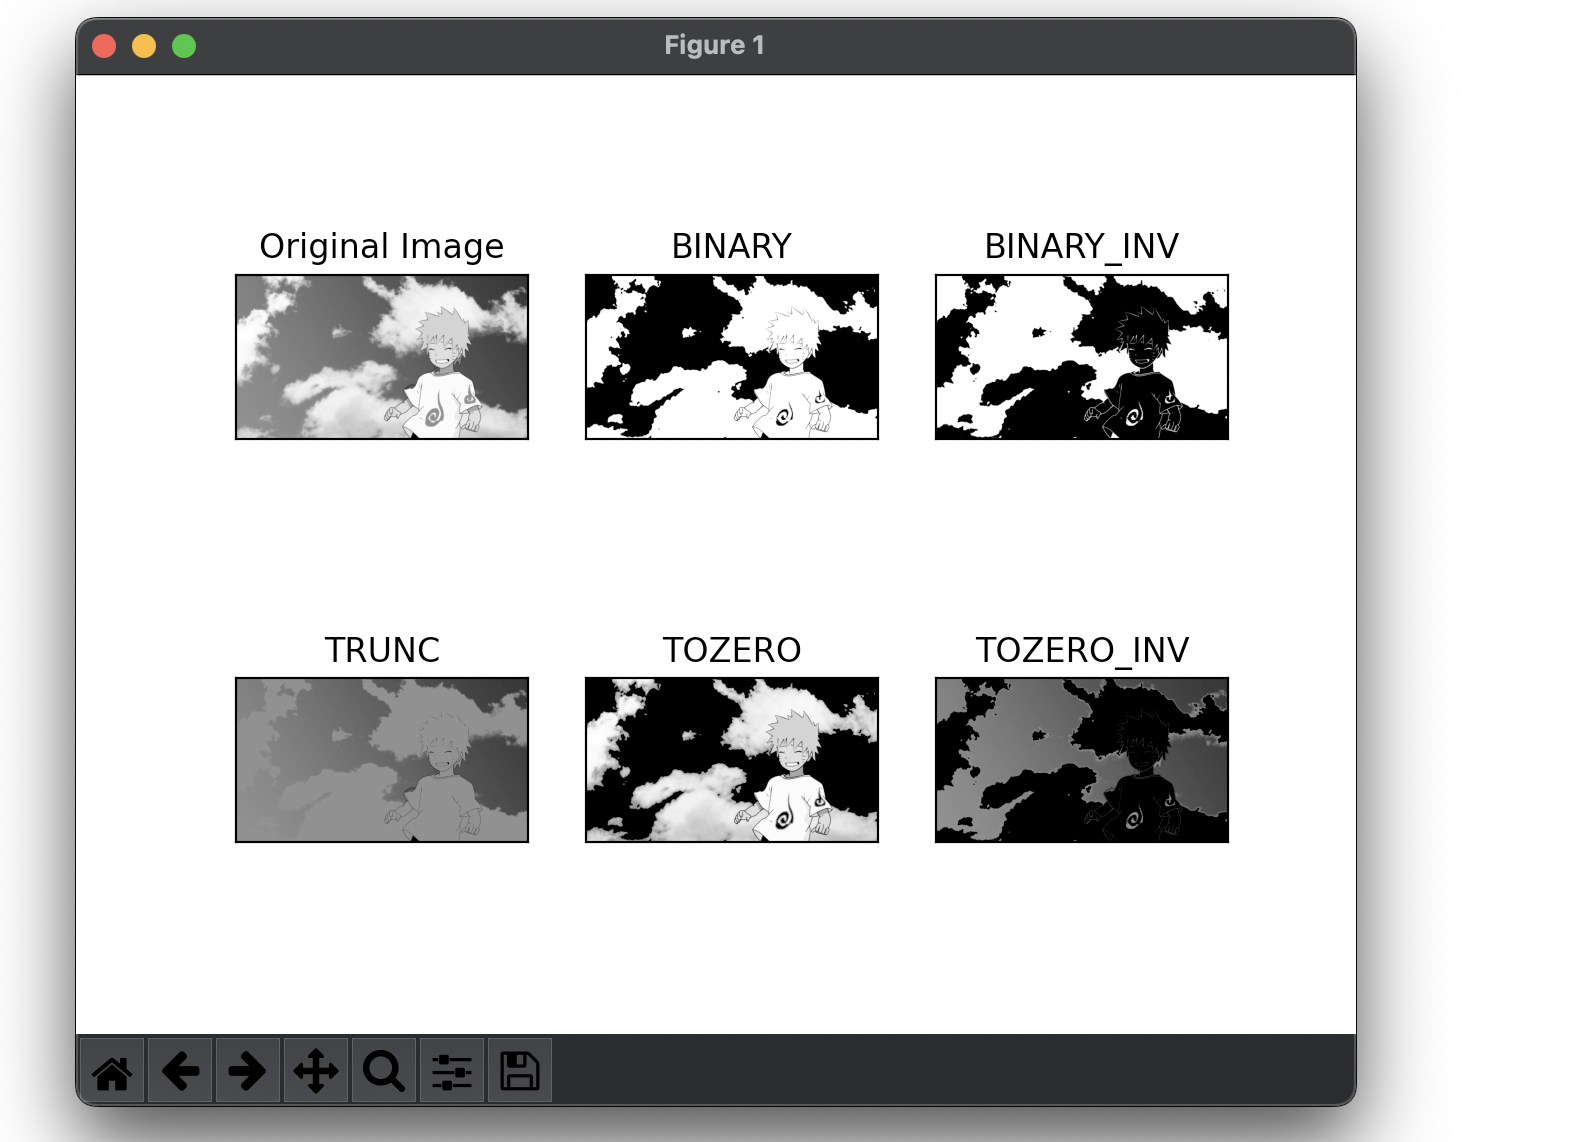 Figure 1
Original Image
BINARY
BINARY_INV
TRUNC
TOZERO
TOZERO_INV